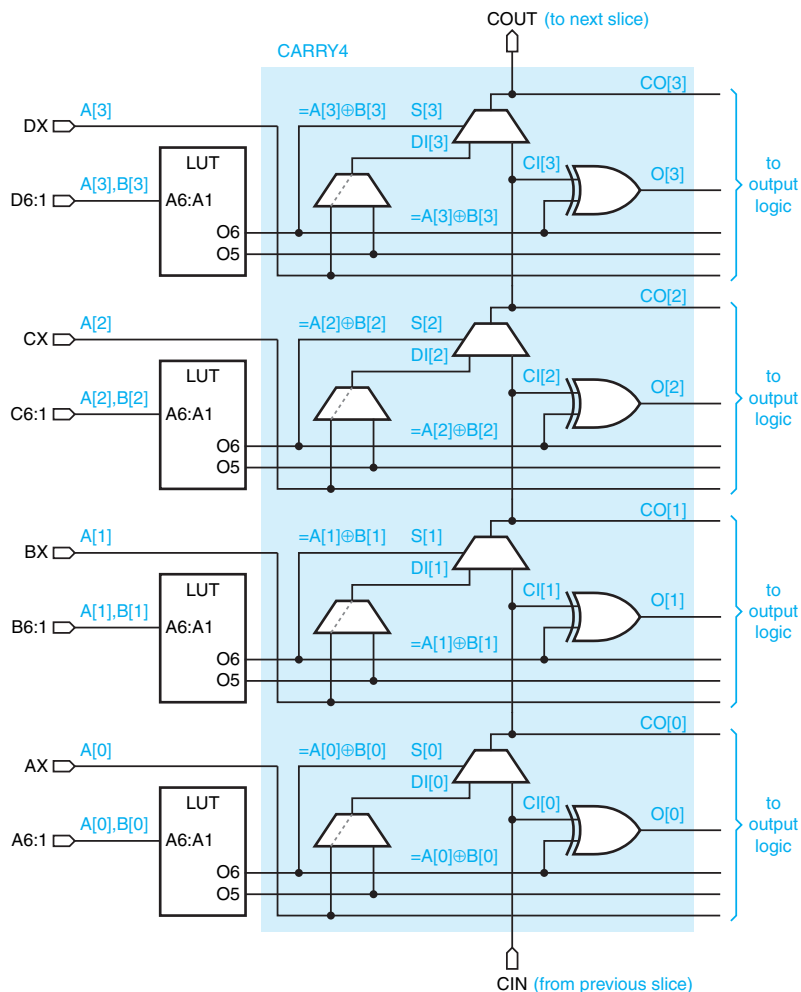 COUT (to next slice)
CARRY4
CO[3]
A[3]
=A[3]⊕B[3]
S[3]
DX
DI[3]
LUT
A[3],B[3]
CI[3]
O[3]
D6:1
A6:A1
=A[3]⊕B[3]
O6
O5
to
output
logic
CO[2]
A[2]
=A[2]⊕B[2]
S[2]
CX
DI[2]
LUT
A[2],B[2]
CI[2]
O[2]
C6:1
A6:A1
=A[2]⊕B[2]
O6
O5
to
output
logic
CO[1]
A[1]
=A[1]⊕B[1]
S[1]
BX
DI[1]
LUT
A[1],B[1]
CI[1]
O[1]
B6:1
A6:A1
=A[1]⊕B[1]
O6
O5
to
output
logic
CO[0]
A[0]
=A[0]⊕B[0]
S[0]
AX
DI[0]
LUT
A[0],B[0]
CI[0]
O[0]
A6:1
A6:A1
=A[0]⊕B[0]
O6
O5
to
output
logic
CIN (from previous slice)